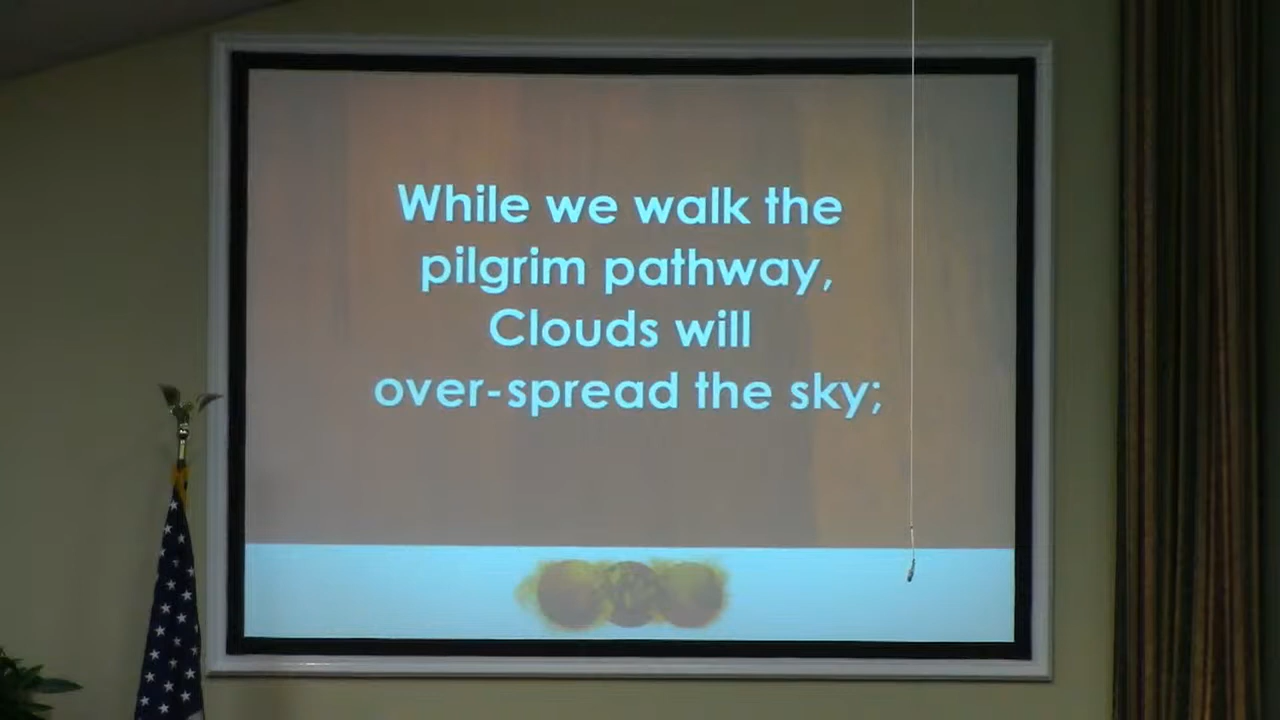 While we walk the
pilgrim pathway,
Clouds will
over-spread the sky;